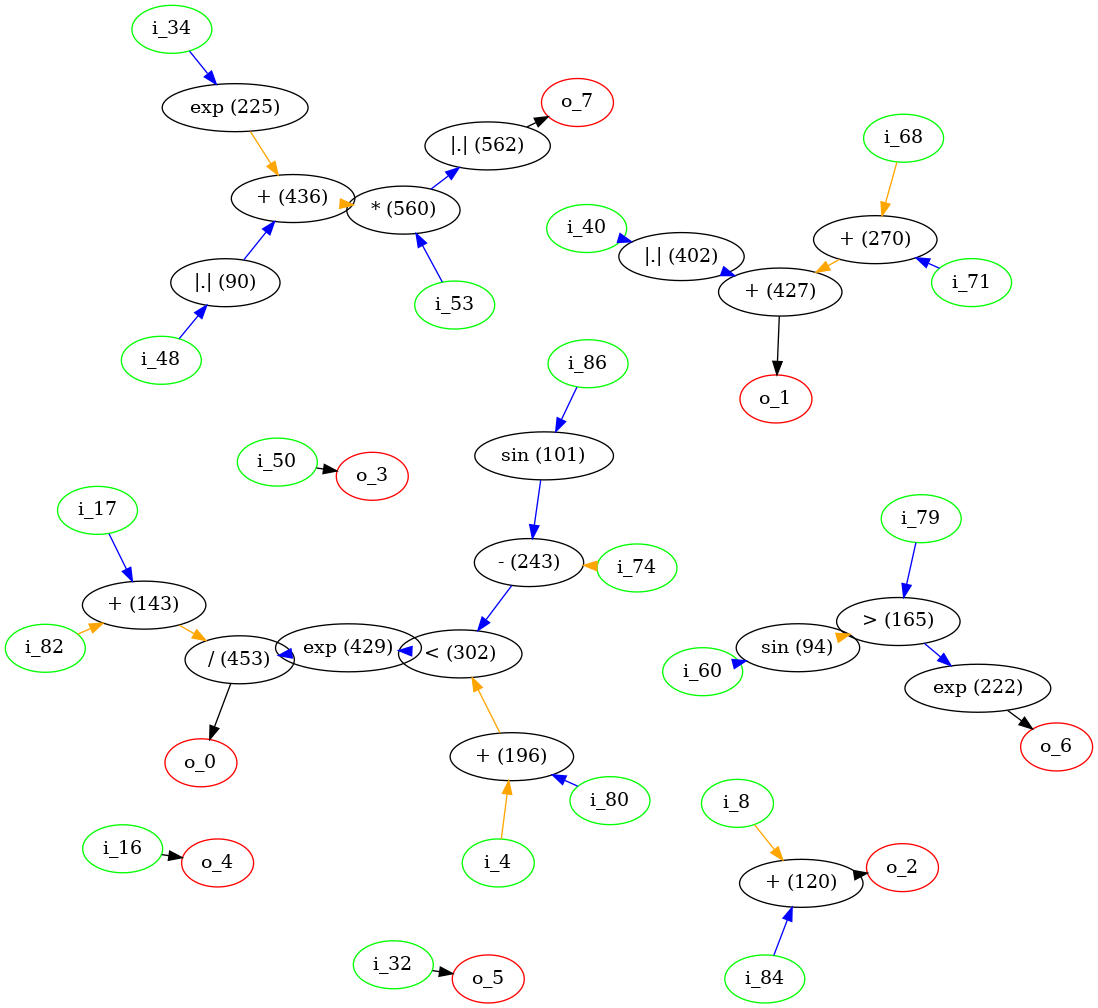 i_34
exp (225)
o_7
|.| (562)
i_68
+ (436)
* (560)
i_40
+ (270)
|.| (402)
|.| (90)
i_71
+ (427)
i_53
i_48
i_86
o_1
sin (101)
i_50
o_3
i_17
i_79
- (243)
i_74
+ (143)
> (165)
i_82
sin (94)
/ (453)
exp (429)
< (302)
i_60
exp (222)
o_0
+ (196)
o_6
i_80
i_8
i_16
o_4
i_4
o_2
+ (120)
i_32
o_5
i_84